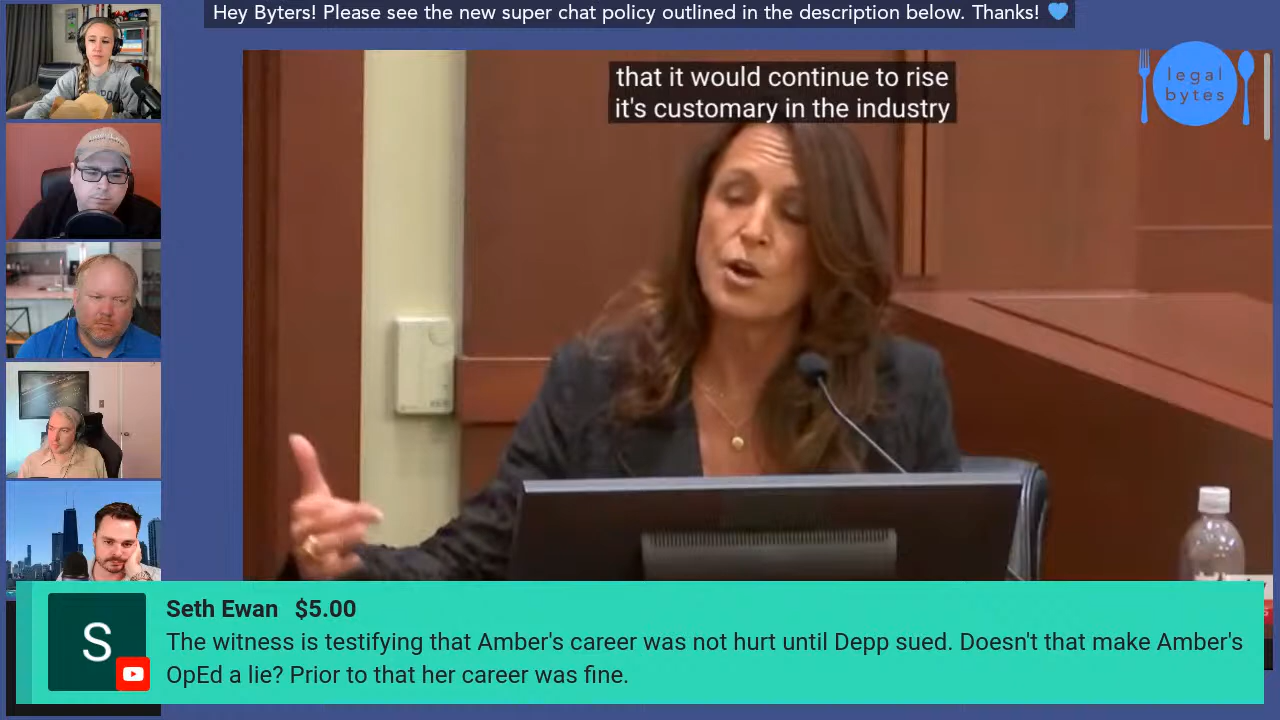 Hey Byters! Please see the new super chat policy outlined in the description below. Thanks! 💙
legal
bytes
that it would continue to rise
it's customary in the industry
S
Seth Ewan $5.00
The witness is testifying that Amber's career was not hurt until Depp sued. Doesn't that make Amber's
OpEd a lie? Prior to that her career was fine.